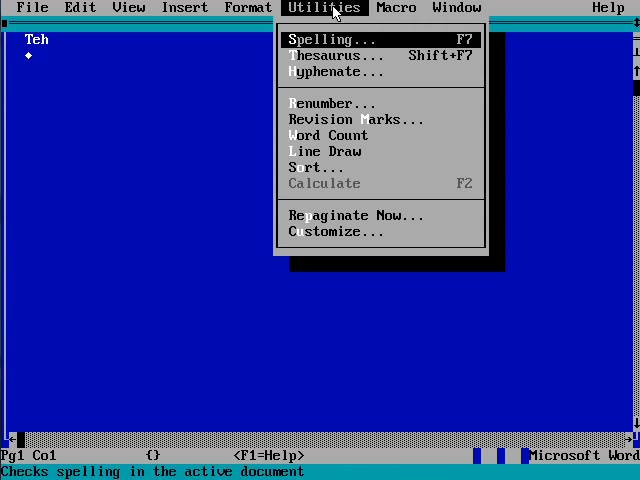 File Edit View Insert Format Utilities Macro Window Help
Teh
Spelling... F7
Thesaurus... Shift+F7
Hyphenate...
Renumber...
Revision Marks...
Word Count
Line Draw
Sort...
Calculate F2
Repaginate Now...
Customize...
Pg1 Co1 {} <F1=Help> Microsoft Word
Checks spelling in the active document